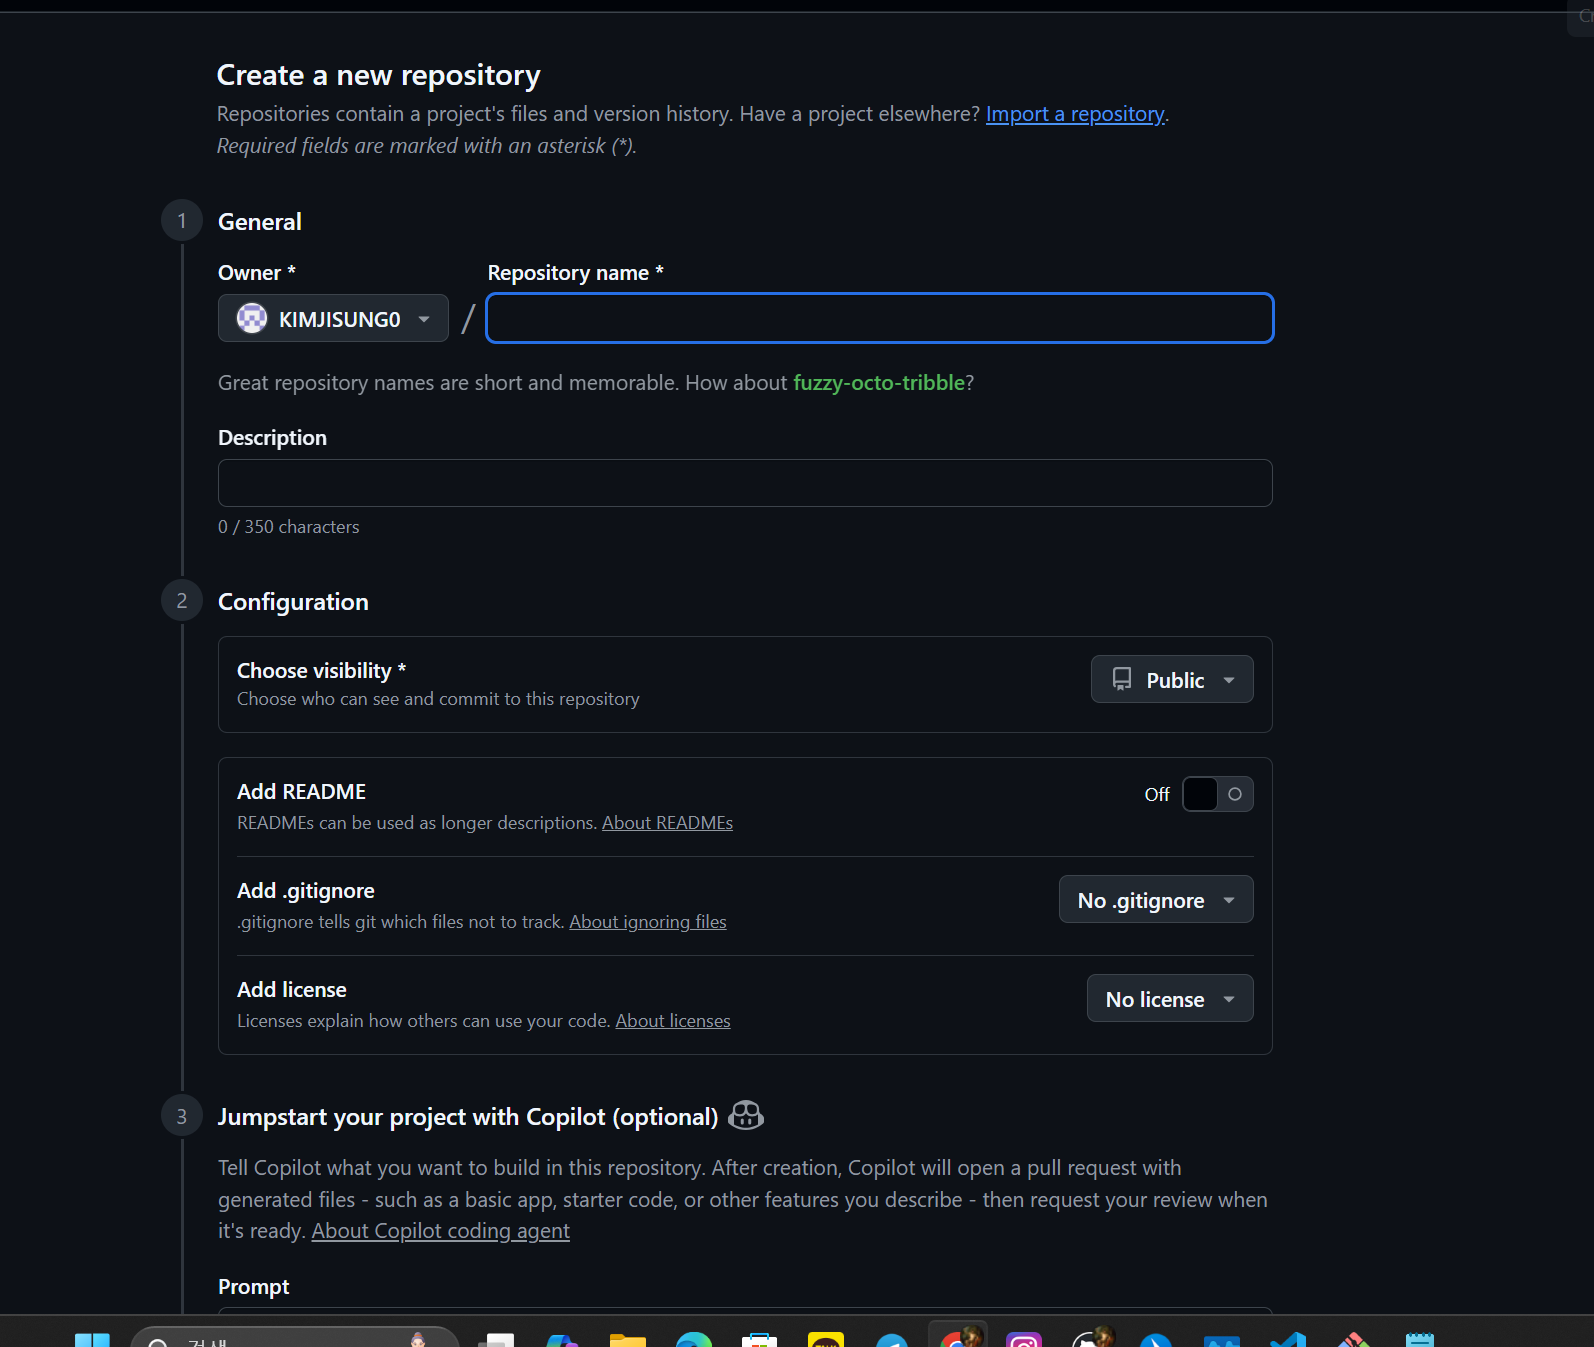 Create a new repository
Repositories contain a project's files and version history. Have a project elsewhere? Import a repository.
Required fields are marked with an asterisk (*).
1 General
Owner * Repository name *
KIMJISUNG0 /
Great repository names are short and memorable. How about fuzzy-octo-tribble?
Description
0 / 350 characters
2 Configuration
Choose visibility *
Public
Choose who can see and commit to this repository
Add README
Off
READMEs can be used as longer descriptions. About READMEs
Add .gitignore
No .gitignore
.gitignore tells git which files not to track. About ignoring files
Add license
No license
Licenses explain how others can use your code. About licenses
3 Jumpstart your project with Copilot (optional)
Tell Copilot what you want to build in this repository. After creation, Copilot will open a pull request with
generated files - such as a basic app, starter code, or other features you describe - then request your review when
it's ready. About Copilot coding agent
Prompt
검색